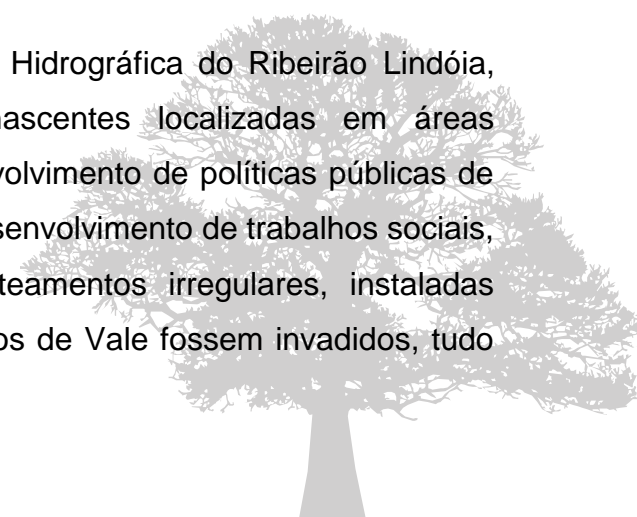 Hidrográfica do Ribeirão Lindóia,
nascentes localizadas em áreas
volvimento de políticas públicas de
senvolvimento de trabalhos sociais,
teamentos irregulares, instaladas
os de Vale fossem invadidos, tudo